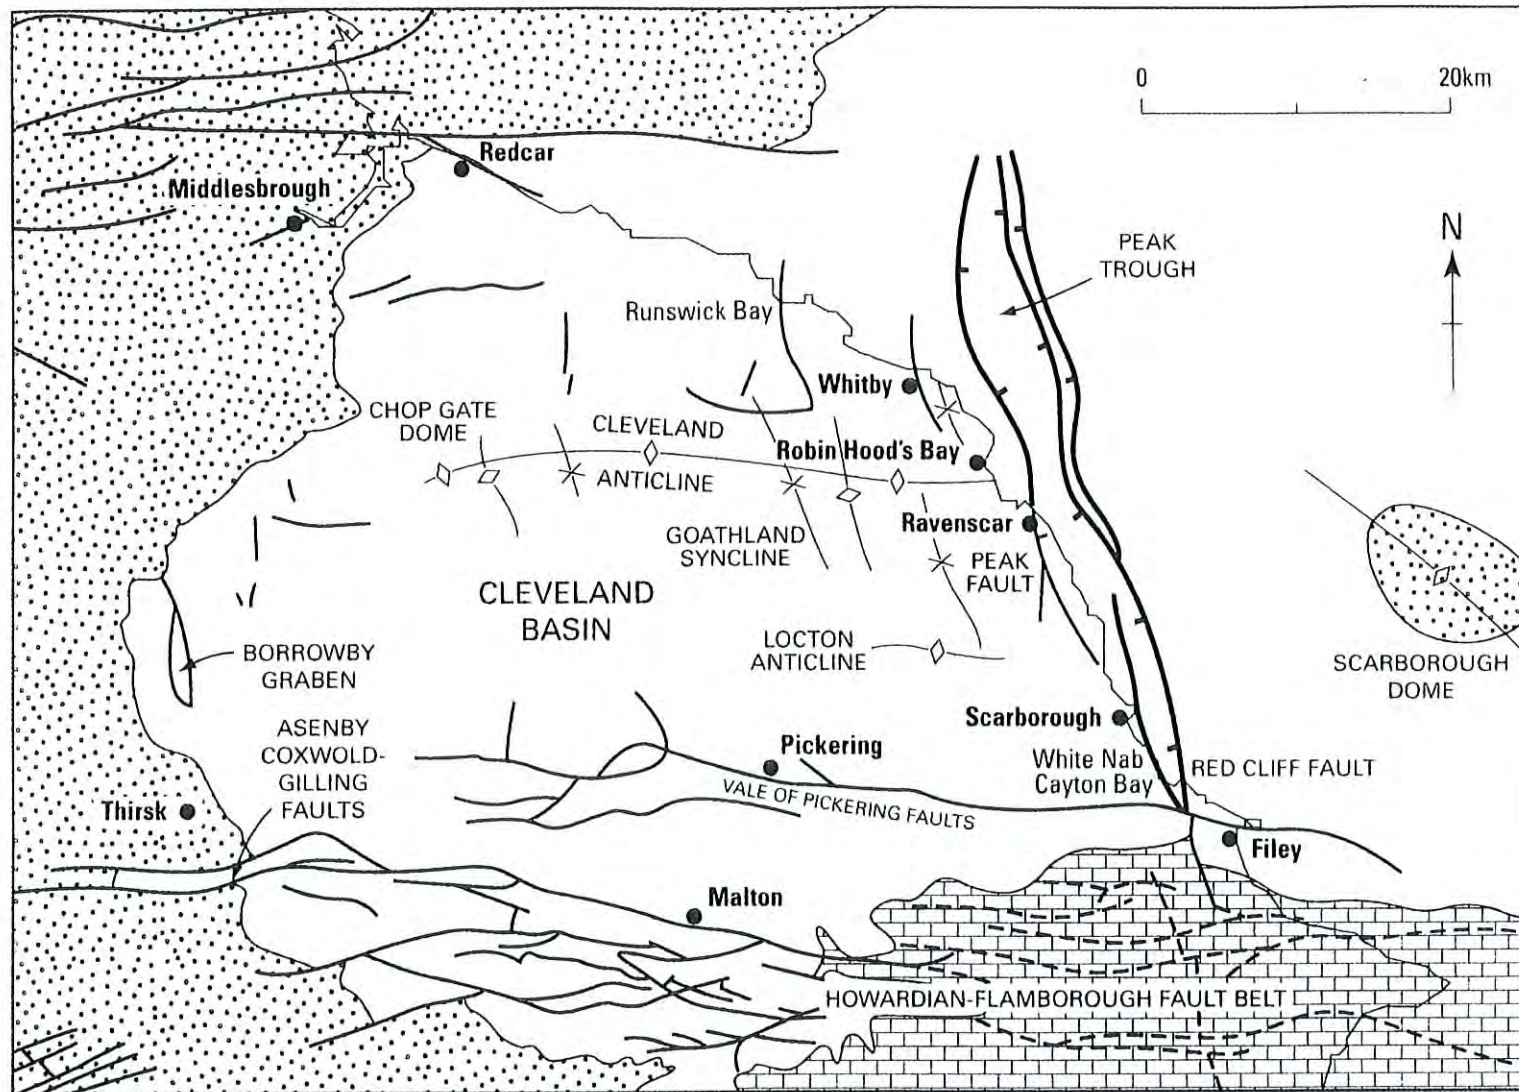 0 20km
Redcar
Middlesbrough
N
PEAK
TROUGH
Runswick Bay
Whitby
CHOP GATE
DOME
CLEVELAND
ANTICLINE
Robin Hood's Bay
GOATHLAND
SYNCLINE
Ravenscar
PEAK
FAULT
CLEVELAND
BASIN
LOCTON
ANTICLINE
SCARBOROUGH
DOME
BORROWBY
GRABEN
ASENBY
COXWOLD-
GILLING
FAULTS
Scarborough
Pickering
White Nab
Cayton Bay
RED CLIFF FAULT
VALE OF PICKERING FAULTS
Thirsk
Filey
Malton
HOWARDIAN-FLAMBOROUGH FAULT BELT